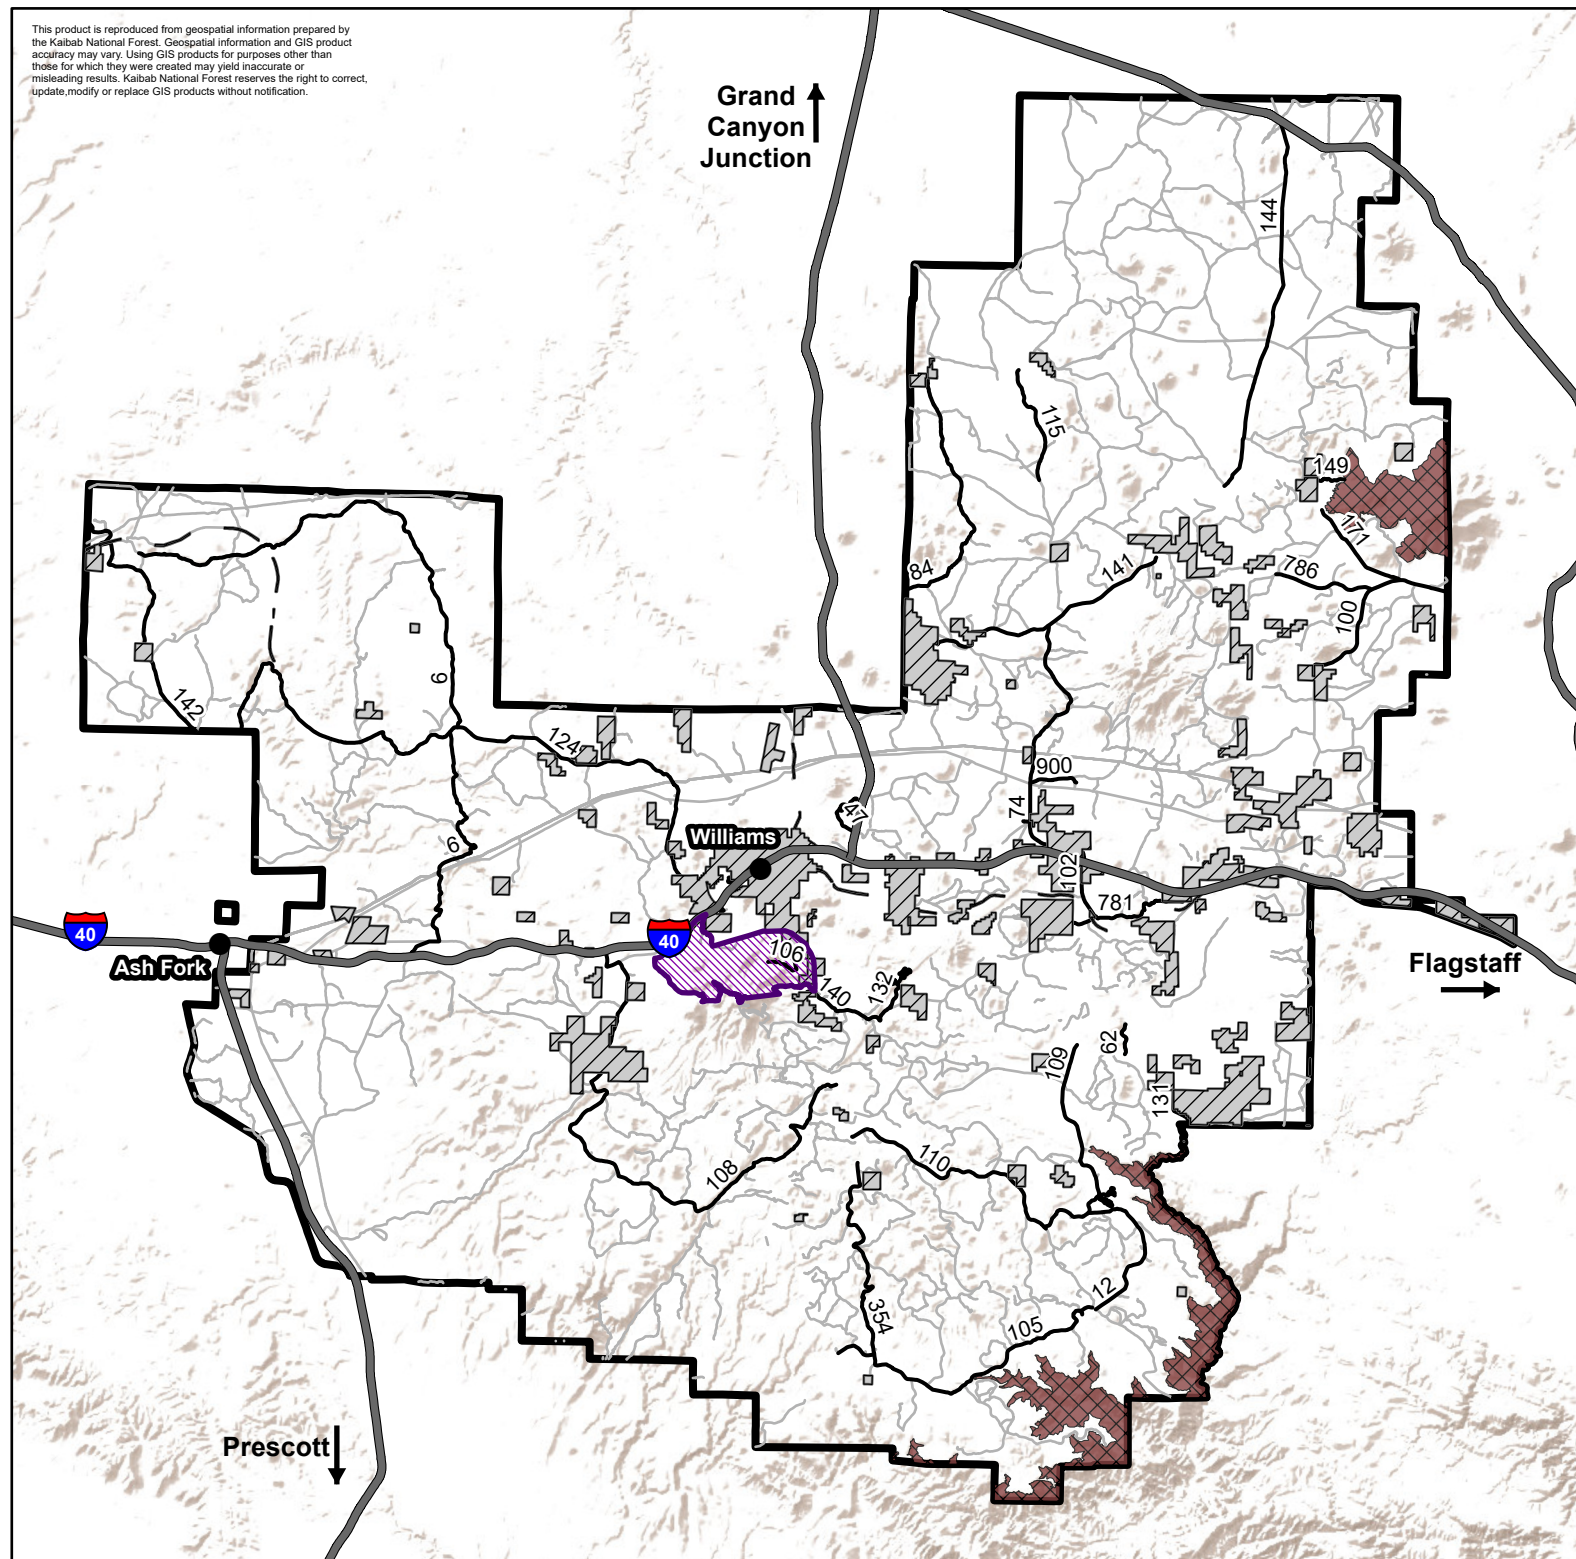 This product is reproduced from geospatial information prepared by
the Kaibab National Forest. Geospatial information and GIS product
accuracy may vary. Using GIS products for purposes other than
those for which they were created may yield inaccurate or
misleading results. Kaibab National Forest reserves the right to correct,
update,modify or replace GIS products without notification.
Grand
Canyon
Junction
144
115
149
171
84
141
786
100
6
142
124
900
47
74
Williams
6
102
781
40
40
Ash Fork
106
Flagstaff
140
132
62
109
131
108
110
12
354
105
Prescott